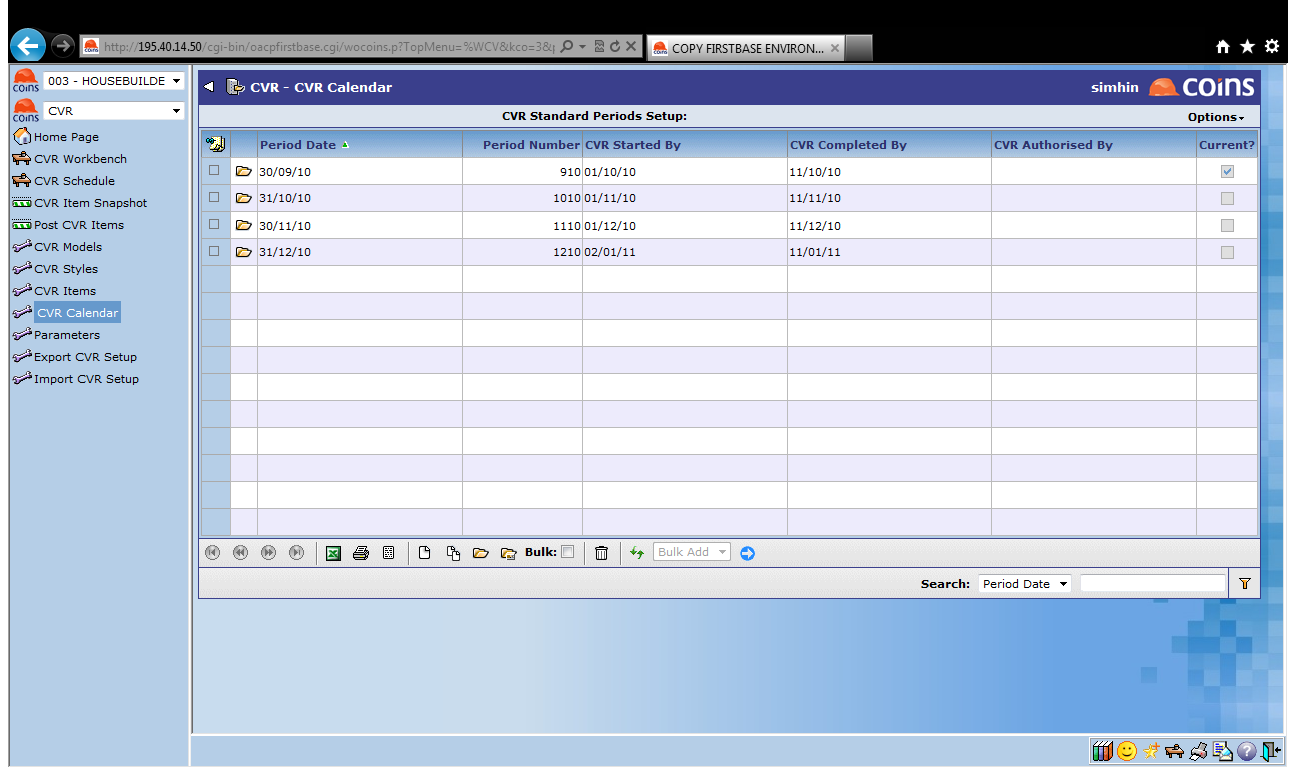 http://195.40.14.50/cgi-bin/oacpfirstbase.cgi/wocoins.p?TopMenu=%WCV&kco=3&
COPY FIRSTBASE ENVIRON...
coins
003 - HOUSEBUILDE
coins
CVR
Home Page
CVR Workbench
CVR Schedule
CVR Item Snapshot
Post CVR Items
CVR Models
CVR Styles
CVR Items
CVR Calendar
Parameters
Export CVR Setup
Import CVR Setup
CVR - CVR Calendar
simhin
coins
CVR Standard Periods Setup:
Options
Period Date Period Number CVR Started By CVR Completed By CVR Authorised By Current?
30/09/10 910 01/10/10 11/10/10
31/10/10 1010 01/11/10 11/11/10
30/11/10 1110 01/12/10 11/12/10
31/12/10 1210 02/01/11 11/01/11
Bulk:
Bulk Add
Search: Period Date